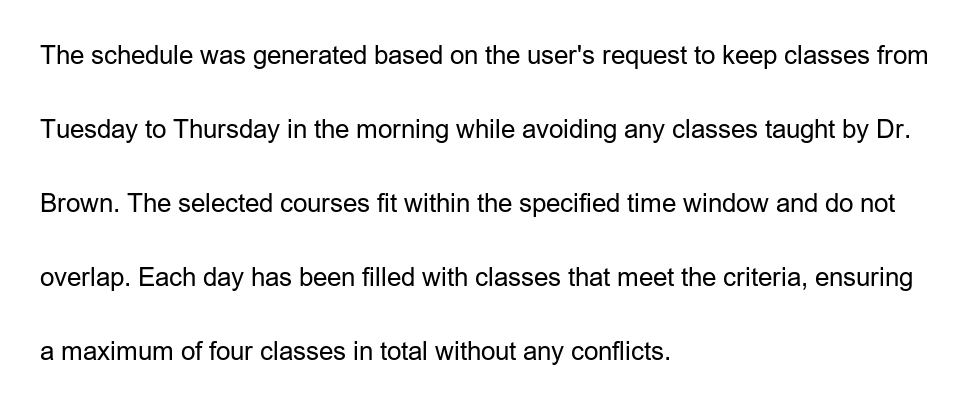 The schedule was generated based on the user's request to keep classes from
Tuesday to Thursday in the morning while avoiding any classes taught by Dr.
Brown. The selected courses fit within the specified time window and do not
overlap. Each day has been filled with classes that meet the criteria, ensuring
a maximum of four classes in total without any conflicts.